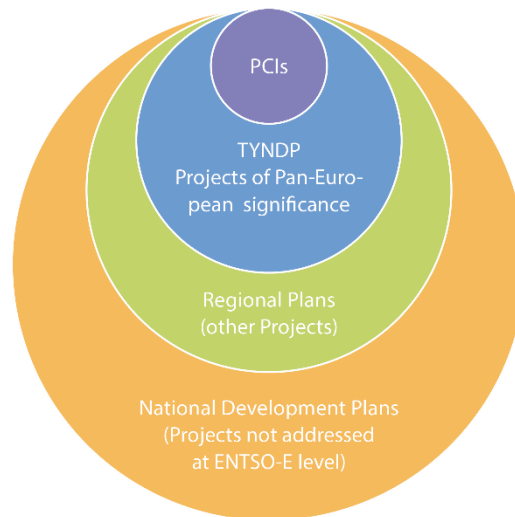 PCIs
TYNDP
Projects of Pan-Euro-
pean significance
Regional Plans
(other Projects)
National Development Plans
(Projects not addressed
at ENTSO-E level)